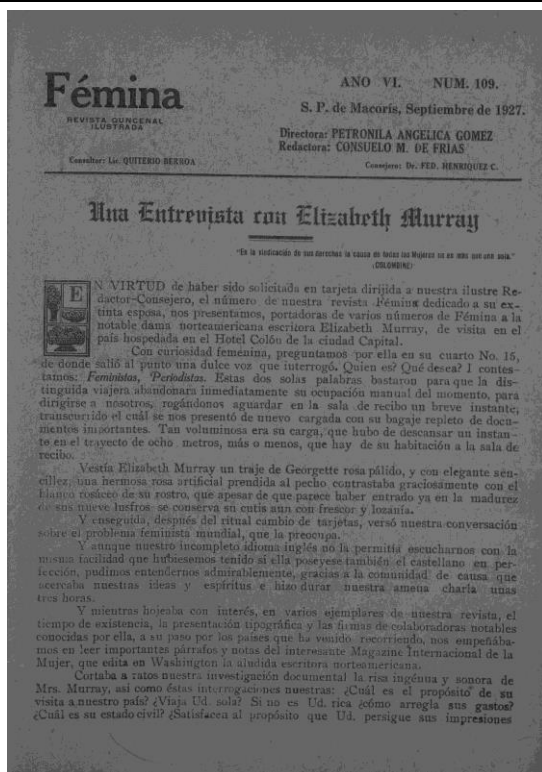 Fémina
REVISTA QUNCENAL
ILUSTRADA
Consultor: Lic. QUITERIO BERROA
AÑO VI. NUM. 109.
S. P. de Macorís, Septiembre de 1927.
Directora: PETRONILA ANGELICA GOMEZ
Redactora: CONSUELO M. DE FRIAS
Consejero: Dr. FED. HENRIQUEZ C.
Una Entrevista con Elizabeth Murray
"En la vindicación de sus derechos la causa de todas las Mujeres no es más que una sola."
(COLOMBINE)
EN VIRTUD de haber sido solicitada en tarjeta dirijida a nuestra ilustre Re-
dactor-Consejero, el número de nuestra revista Fémina dedicado a su ex-
tinta esposa, nos presentamos, portadoras de varios números de Fémina a la
notable dama norteamericana escritora Elizabeth Murray, de visita en el
país hospedada en el Hotel Colón de la ciudad Capital.
Con curiosidad femenina, preguntamos por ella en su cuarto No. 15,
de donde salió al punto una dulce voz que interrogó. Quien es? Qué desea? I contes-
tamos: Feministas, Periodistas. Estas dos solas palabras bastaron para que la dis-
tinguida viajera abandonara inmediatamente su ocupación manual del momento, para
dirigirse a nosotros, rogándonos aguardar en la sala de recibo un breve instante,
transcurrido el cuál se nos presentó de nuevo cargada con su bagaje repleto de docu-
mentos importantes. Tan voluminosa era su carga, que hubo de descansar un instan-
te en el trayecto de ocho metros, más o menos, que hay de su habitación a la sala de
recibo.
Vestía Elizabeth Murray un traje de Georgette rosa pálido, y con elegante sen-
cillez, una hermosa rosa artificial prendida al pecho contrastaba graciosamente con el
blanco rosáceo de su rostro, que apesar de que parece haber entrado ya en la madurez
de sus nueve lustros se conserva su cutis aun con frescor y lozanía.
Y enseguida, después del ritual cambio de tarjetas, versó nuestra conversación
sobre el problema feminista mundial, que la preocupa.
Y aunque nuestro incompleto idioma inglés no la permitía escucharnos con la
misma facilidad que hubiesemos tenido si ella poseyese también el castellano en per-
fección, pudimos entendernos admirablemente, gracias a la comunidad de causa que
acercaba nuestras ideas y espíritus e hizo durar nuestra amena charla unas
tres horas.
Y mientras hojeaba con interés, en varios ejemplares de nuestra revista, el
tiempo de existencia, la presentación tipográfica y las firmas de colaboradoras notables
conocidas por ella, a su paso por los países que ha venido recorriendo, nos empeñába-
mos en leer importantes párrafos y notas del interesante Magazine Internacional de la
Mujer, que edita en Washington la aludida escritora norteamericana.
Cortaba a ratos nuestra investigación documental la risa ingénua y sonora de
Mrs. Murray, asi como éstas interrogaciones nuestras: ¿Cuál es el propósito de su
visita a nuestro país? ¿Viaja Ud. sola? Si no es Ud. rica ¿cómo arregla sus gastos?
¿Cuál es su estado civil? ¿Satisfacea al propósito que Ud. persigue sus impresiones